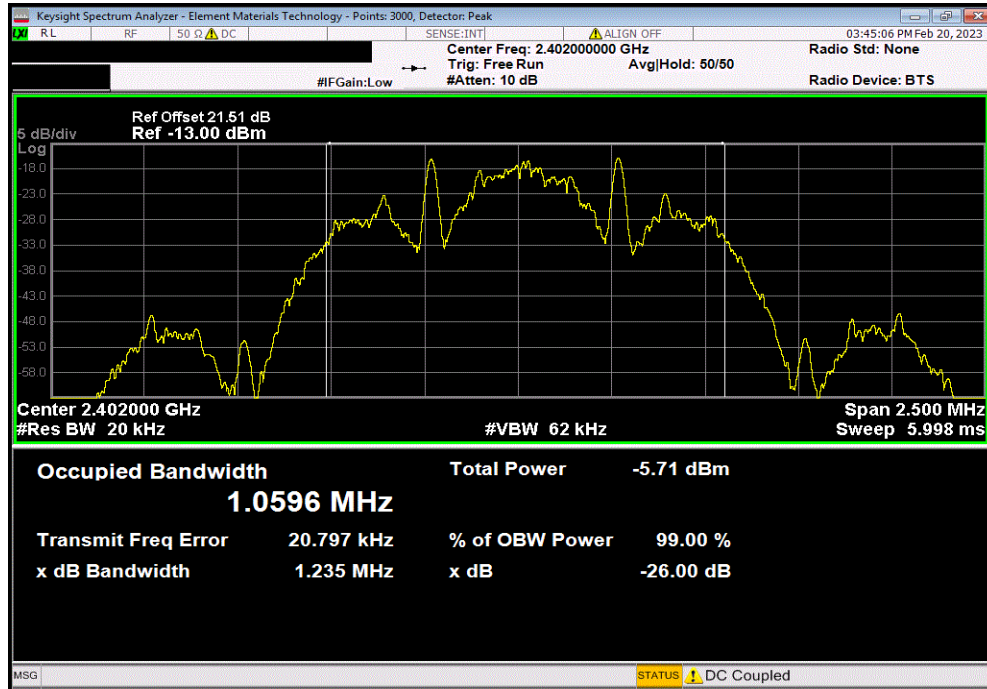 Keysight Spectrum Analyzer - Element Materials Technology - Points: 3000, Detector: Peak
LXI RL RF 50 Ω DC SENSE:INT ALIGN OFF 03:45:06 PM Feb 20, 2023
Center Freq: 2.402000000 GHz Radio Std: None
Trig: Free Run Avg|Hold: 50/50
#IFGain:Low #Atten: 10 dB Radio Device: BTS
Ref Offset 21.51 dB
5 dB/div Ref -13.00 dBm
Log
-18.0
-23.0
-28.0
-33.0
-38.0
-43.0
-48.0
-53.0
-58.0
Center 2.402000 GHz Span 2.500 MHz
#Res BW 20 kHz #VBW 62 kHz Sweep 5.998 ms
Occupied Bandwidth Total Power -5.71 dBm
1.0596 MHz
Transmit Freq Error 20.797 kHz % of OBW Power 99.00 %
x dB Bandwidth 1.235 MHz x dB -26.00 dB
MSG STATUS DC Coupled